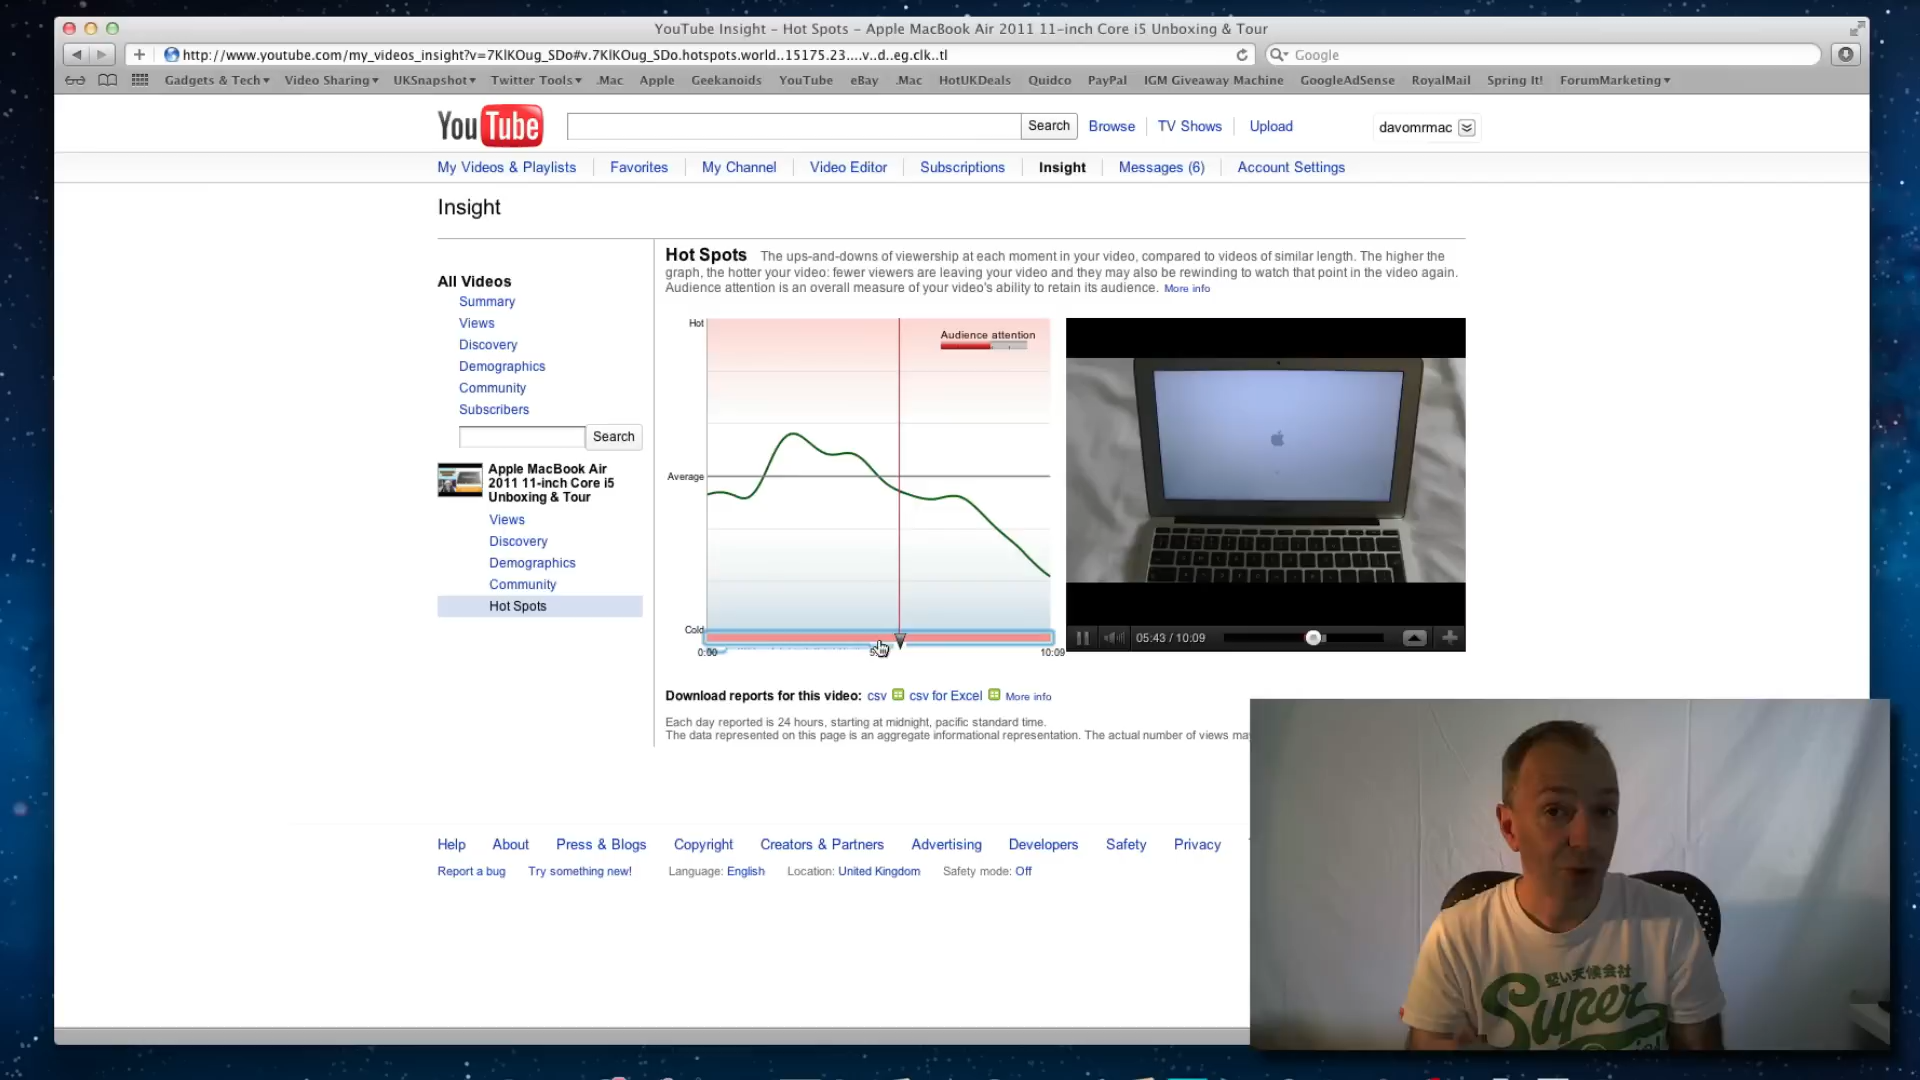 YouTube Insight – Hot Spots – Apple MacBook Air 2011 11-inch Core i5 Unboxing & Tour
http://www.youtube.com/my_videos_insight?v=7KlKOug_SDo#v.7KlKOug_SDo.hotspots.world..15175.23....v..d..eg.clk..tl
Google
Gadgets & Tech▾ Video Sharing▾ UKSnapshot▾ Twitter Tools▾ .Mac Apple Geekanoids YouTube eBay .Mac HotUKDeals Quidco PayPal IGM Giveaway Machine GoogleAdSense RoyalMail Spring It! ForumMarketing▾
YouTube Search Browse TV Shows Upload davomrmac
My Videos & Playlists Favorites My Channel Video Editor Subscriptions Insight Messages (6) Account Settings
Insight
All Videos
Summary
Views
Discovery
Demographics
Community
Subscribers
Search
Apple MacBook Air
2011 11-inch Core i5
Unboxing & Tour
Views
Discovery
Demographics
Community
Hot Spots
Hot Spots The ups-and-downs of viewership at each moment in your video, compared to videos of similar length. The higher the
graph, the hotter your video: fewer viewers are leaving your video and they may also be rewinding to watch that point in the video again.
Audience attention is an overall measure of your video's ability to retain its audience. More info
Hot
Audience attention
Average
Cold
0:00
10:09
05:43 / 10:09
Download reports for this video: csv csv for Excel More info
Each day reported is 24 hours, starting at midnight, pacific standard time.
The data represented on this page is an aggregate informational representation. The actual number of views
Help About Press & Blogs Copyright Creators & Partners Advertising Developers Safety Privacy
Report a bug Try something new! Language: English Location: United Kingdom Safety mode: Off
堅い天候会社
Super